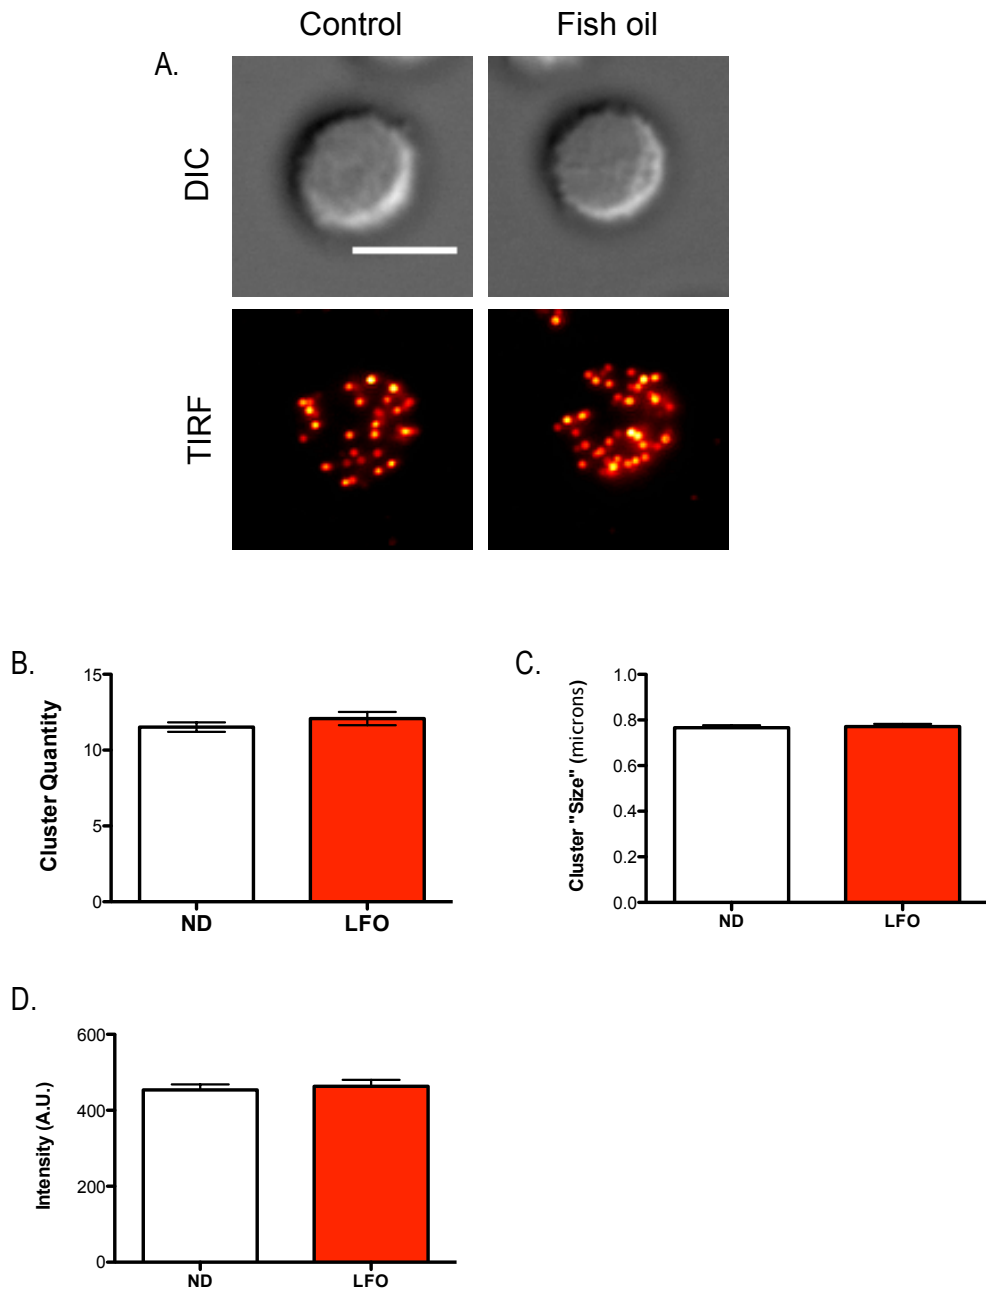 Control Fish oil
A.
DIC
TIRF
B.
Cluster Quantity
15
10
5
0
ND LFO
C.
Cluster "Size" (microns)
1.0
0.8
0.6
0.4
0.2
0.0
ND LFO
D.
Intensity (A.U.)
600
400
200
0
ND LFO